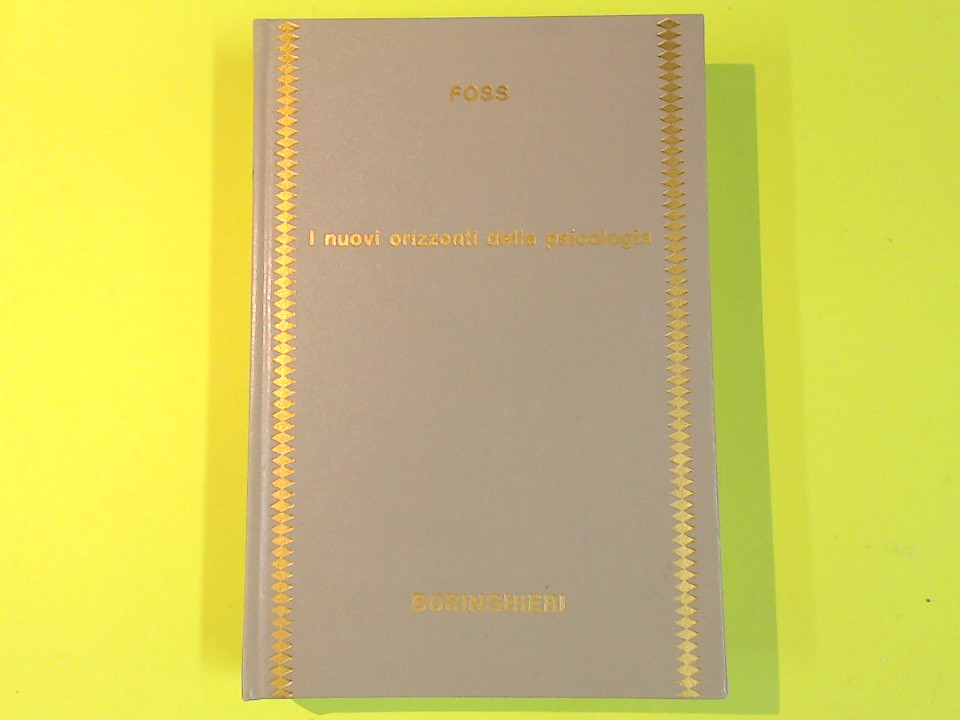 FOSS
I nuovi orizzonti della psicologia
BORINGHIERI